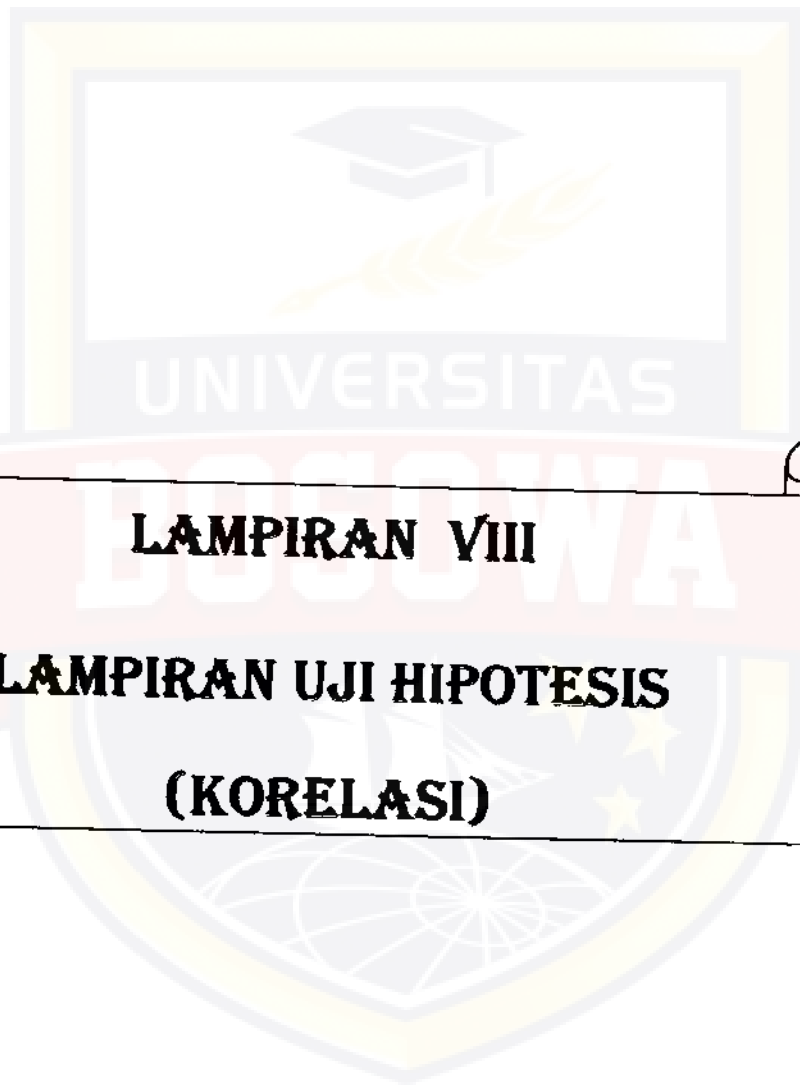 UNIVERSITAS
BOSOWA
LAMPIRAN VIII
LAMPIRAN UJI HIPOTESIS
(KORELASI)